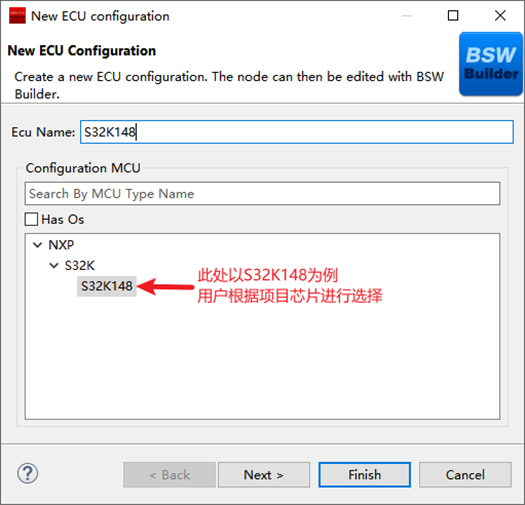 New ECU configuration
New ECU Configuration
Create a new ECU configuration. The node can then be edited with BSW
Builder.
BSW
Builder
Ecu Name:
S32K148
Configuration MCU
Search By MCU Type Name
Has Os
NXP
S32K
S32K148
此处以S32K148为例
用户根据项目芯片进行选择
?
< Back
Next >
Finish
Cancel